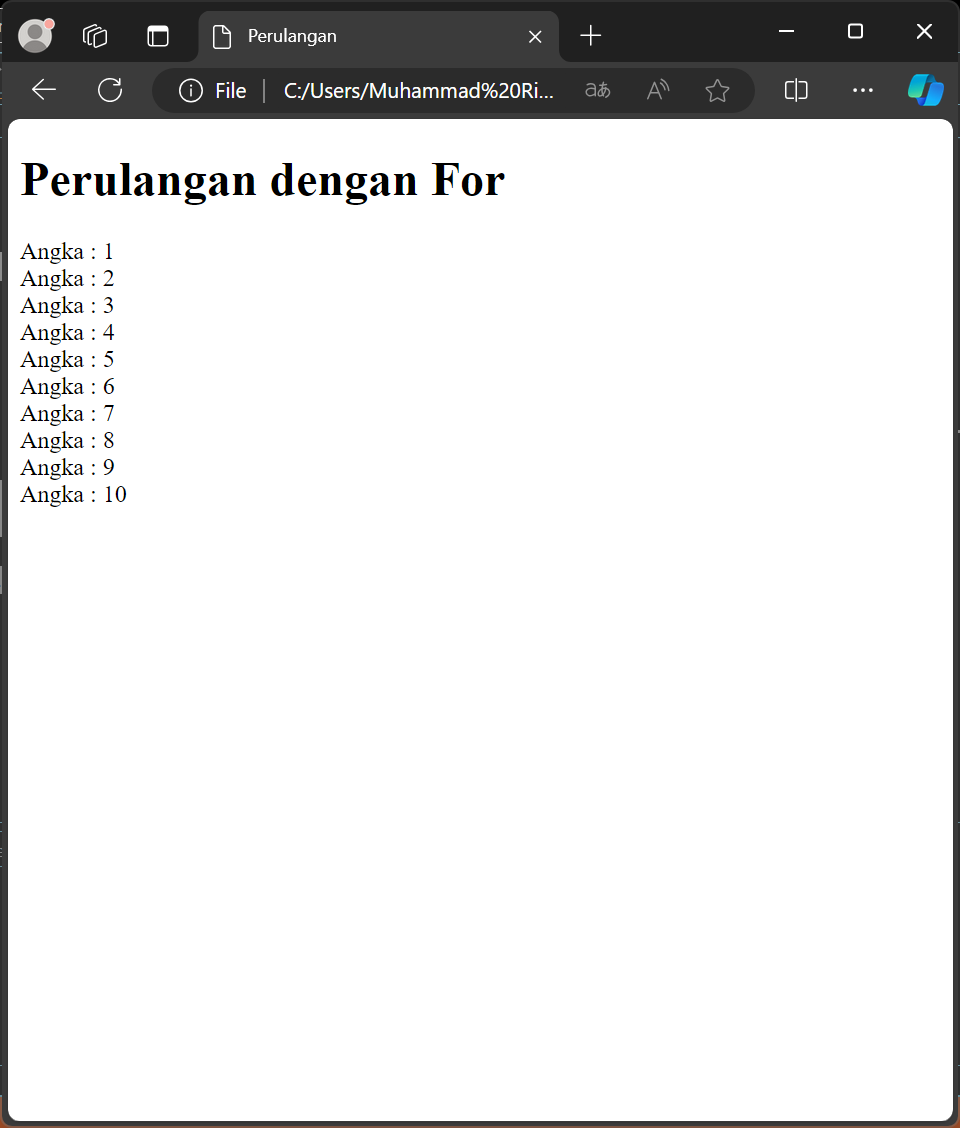 Perulangan
File
C:/Users/Muhammad%20Ri...
Perulangan dengan For
Angka : 1
Angka : 2
Angka : 3
Angka : 4
Angka : 5
Angka : 6
Angka : 7
Angka : 8
Angka : 9
Angka : 10